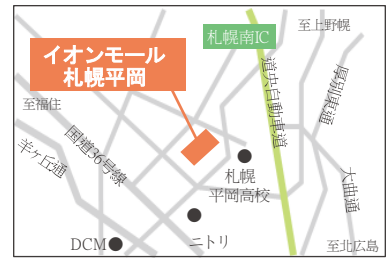 札幌南IC
至上野幌
イオンモール
札幌平岡
道央自動車道
厚別東通
至福住
国道36号線
羊ヶ丘通
札幌
平岡高校
大曲通
ニトリ
DCM
至北広島